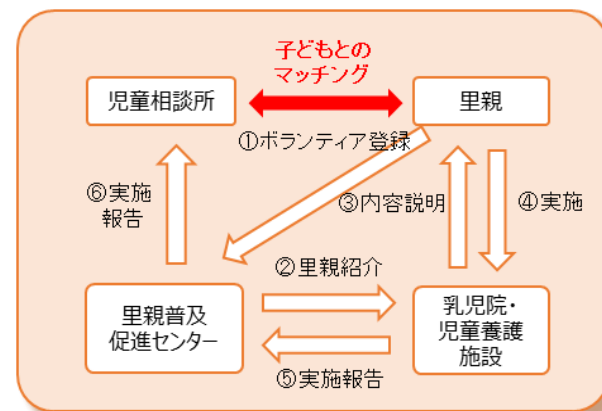 子どもとの
マッチング
児童相談所
里親
①ボランティア登録
⑥実施
報告
③内容説明
④実施
②里親紹介
里親普及
促進センター
乳児院・
児童養護
施設
⑤実施報告